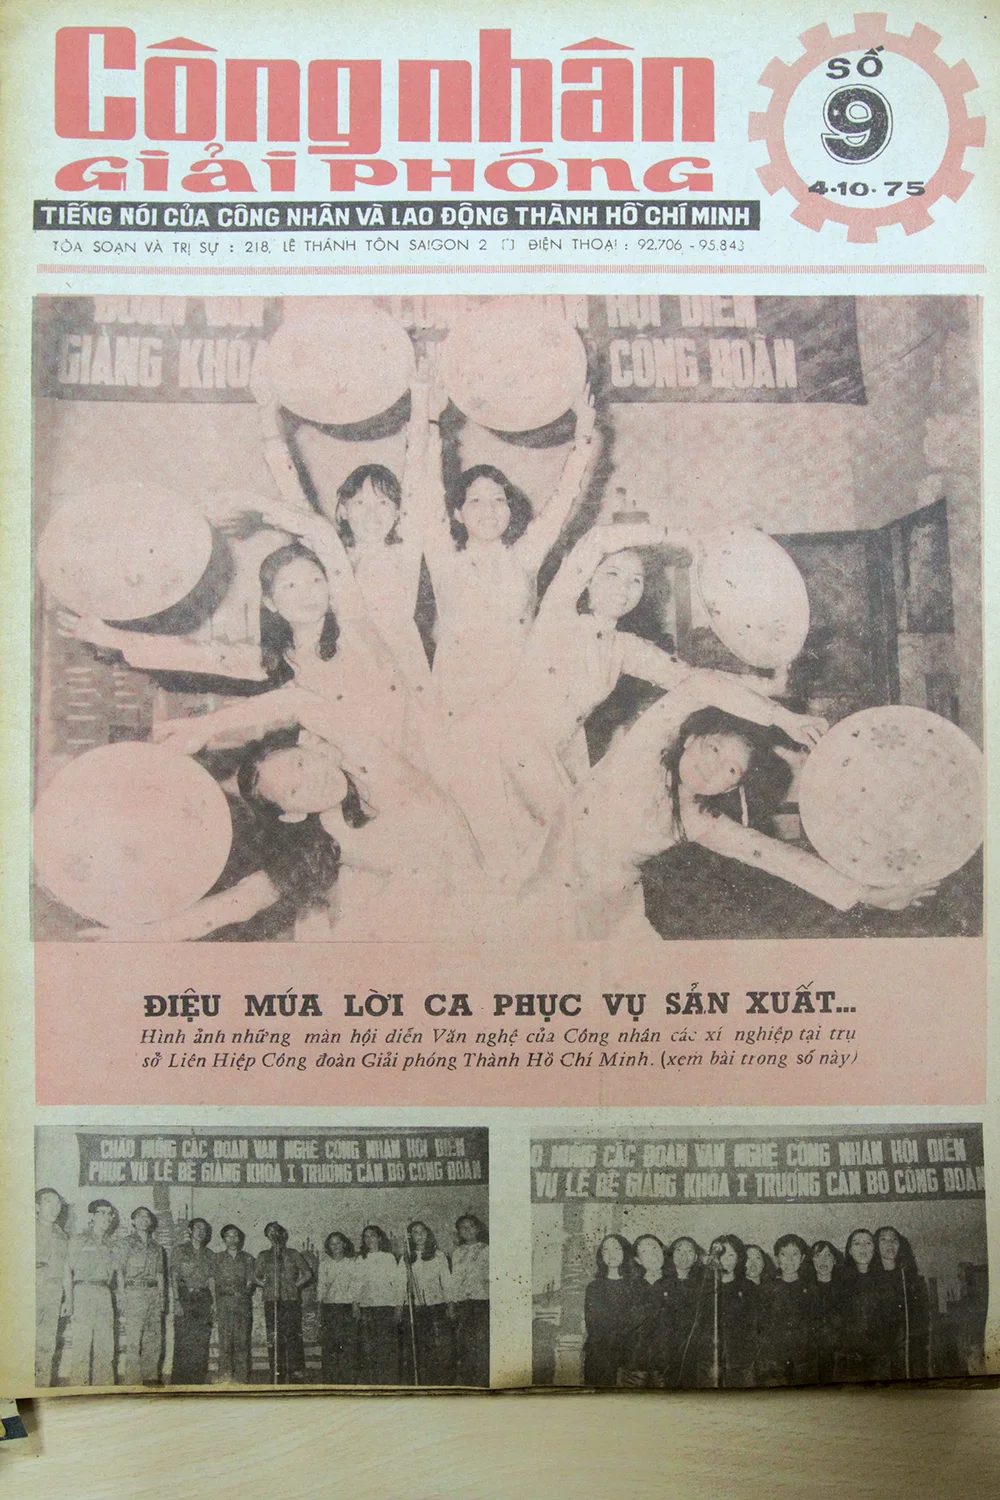 Công nhân
GIẢI PHÓNG
SỐ
9
4-10-75
TIẾNG NÓI CỦA CÔNG NHÂN VÀ LAO ĐỘNG THÀNH HỒ CHÍ MINH
TÒA SOẠN VÀ TRỊ SỰ : 218, LÊ THÁNH TÔN SAIGON 2 ĐIỆN THOẠI : 92.706 - 95.843
ĐOÀN VĂN HỘI DIỄN
GIẢNG KHÓA CÔNG ĐOÀN
ĐIỆU MÚA LỜI CA PHỤC VỤ SẢN XUẤT...
Hình ảnh những màn hội diễn Văn nghệ của Công nhân các xí nghiệp tại trụ
sở Liên Hiệp Công đoàn Giải phóng Thành Hồ Chí Minh. (xem bài trong số này)
CHÀO MỪNG CÁC ĐOÀN VĂN NGHỆ CÔNG NHÂN HỘI DIỄN
PHỤC VỤ LỄ BẾ GIẢNG KHÓA I TRƯỜNG CÁN BỘ CÔNG ĐOÀN
O MỪNG CÁC ĐOÀN VĂN NGHỆ CÔNG NHÂN HỘI DIỄN
VỤ LỄ BẾ GIẢNG KHÓA I TRƯỜNG CÁN BỘ CÔNG ĐOÀN